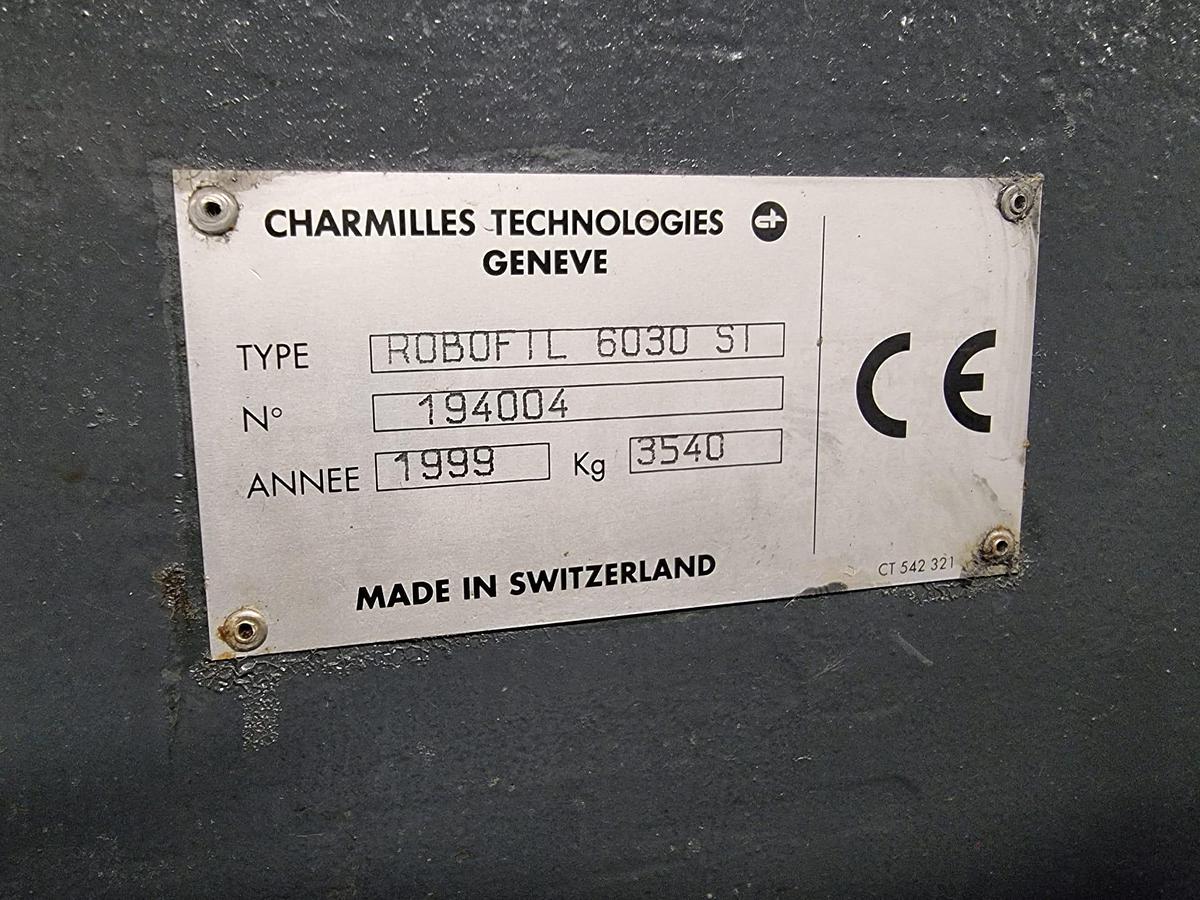 CHARMILLES TECHNOLOGIES
GENEVE
TYPE ROBOFIL 6030 SI
N° 194004
ANNEE 1999 Kg 3540
CE
MADE IN SWITZERLAND
CT 542 321